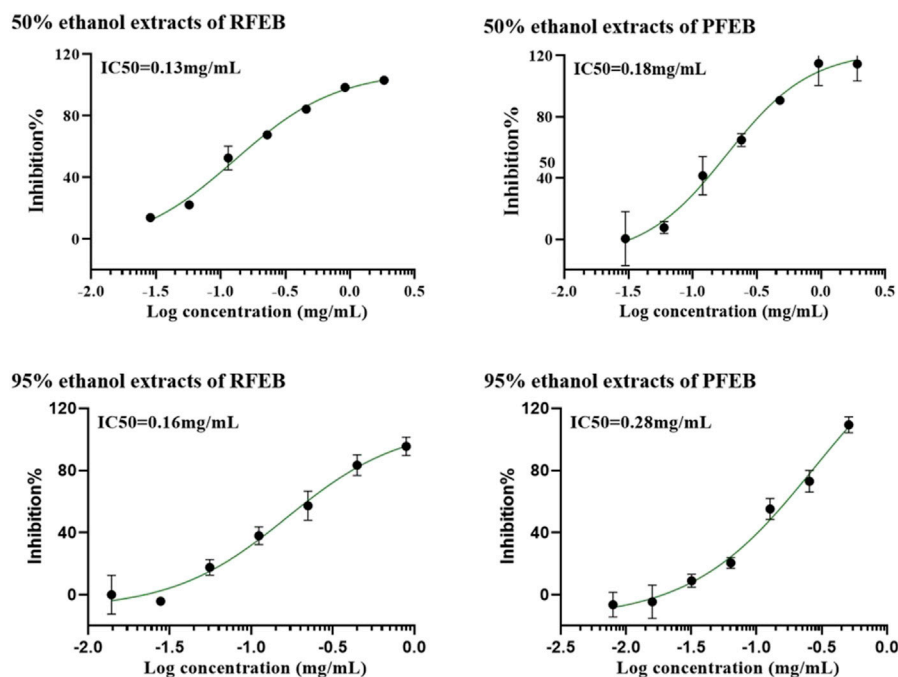 50% ethanol extracts of RFEB
IC50=0.13mg/mL
Inhibition%
120
80
40
0
-2.0 -1.5 -1.0 -0.5 0.0 0.5
Log concentration (mg/mL)
50% ethanol extracts of PFEB
IC50=0.18mg/mL
Inhibition%
120
80
50
40
0
-2.0 -1.5 -1.0 -0.5 0.0 0.5
Log concentration (mg/mL)
95% ethanol extracts of RFEB
IC50=0.16mg/mL
Inhibition%
120
80
40
0
-2.0 -1.5 -1.0 -0.5 0.0
Log concentration (mg/mL)
95% ethanol extracts of PFEB
IC50=0.28mg/mL
Inhibition%
120
80
40
0
-2.5 -2.0 -1.5 -1.0 -0.5 0.0
Log concentration (mg/mL)